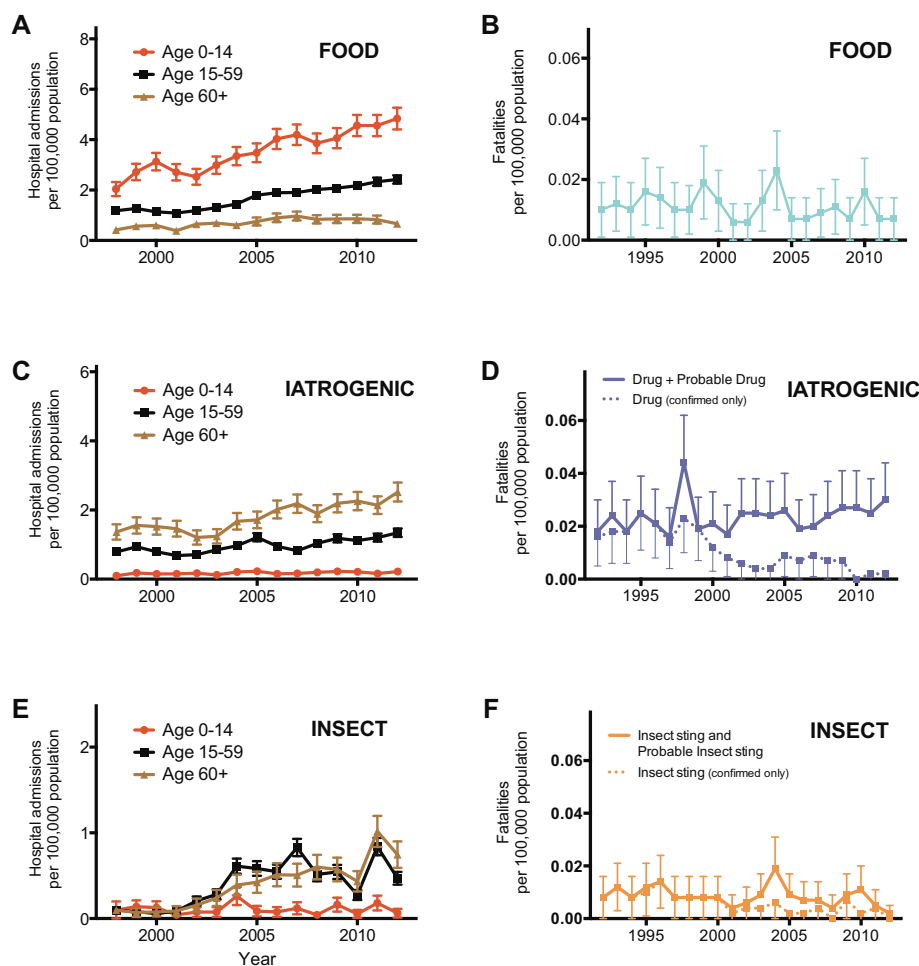 A
Hospital admissions
per 100,000 population
8
6
4
2
0
2000
2005
2010
Age 0-14
Age 15-59
Age 60+
FOOD
B
Fatalities
per 100,000 population
0.06
0.04
0.02
0.00
1995
2000
2005
2010
FOOD
C
Hospital admissions
per 100,000 population
6
4
2
0
2000
2005
2010
Age 0-14
Age 15-59
Age 60+
IATROGENIC
D
Fatalities
per 100,000 population
0.06
0.04
0.02
0.00
1995
2000
2005
2010
Drug + Probable Drug
Drug (confirmed only)
IATROGENIC
E
Hospital admissions
per 100,000 population
2
1
0
2000
2005
2010
Year
Age 0-14
Age 15-59
Age 60+
INSECT
F
Fatalities
per 100,000 population
0.06
0.04
0.02
0.00
1995
2000
2005
2010
Insect sting and
Probable Insect sting
Insect sting (confirmed only)
INSECT